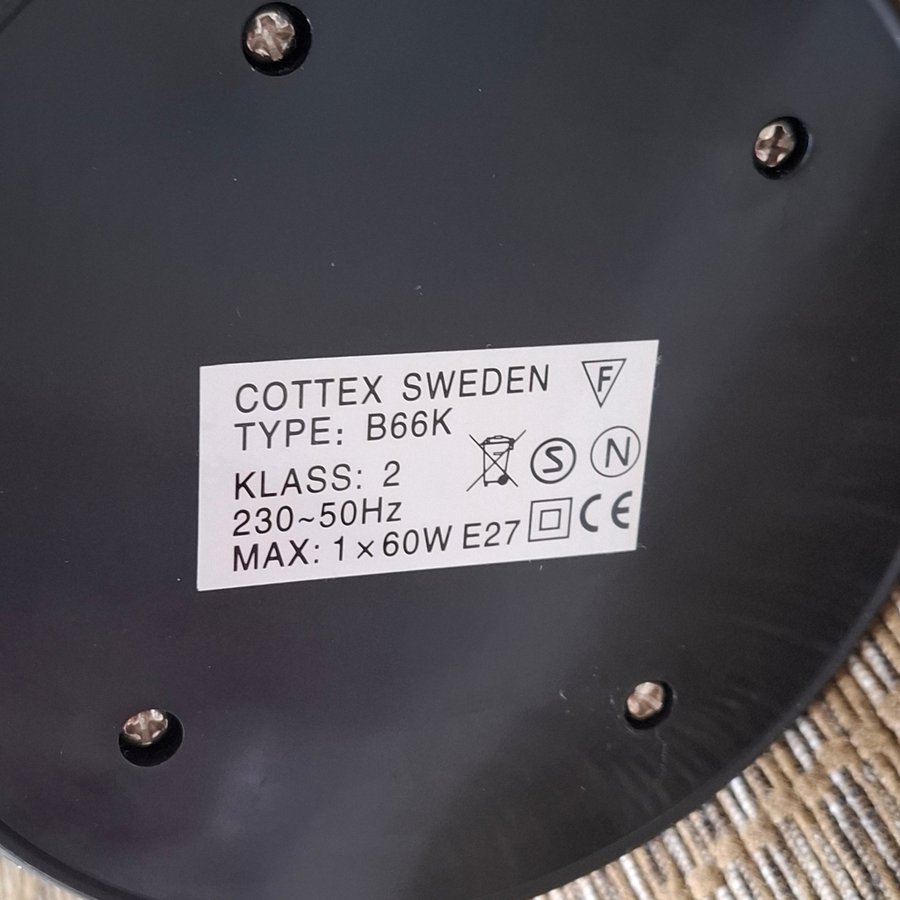 COTTEX SWEDEN F
TYPE: B66K
KLASS: 2 S N
230~50Hz
MAX: 1×60W E27 CE